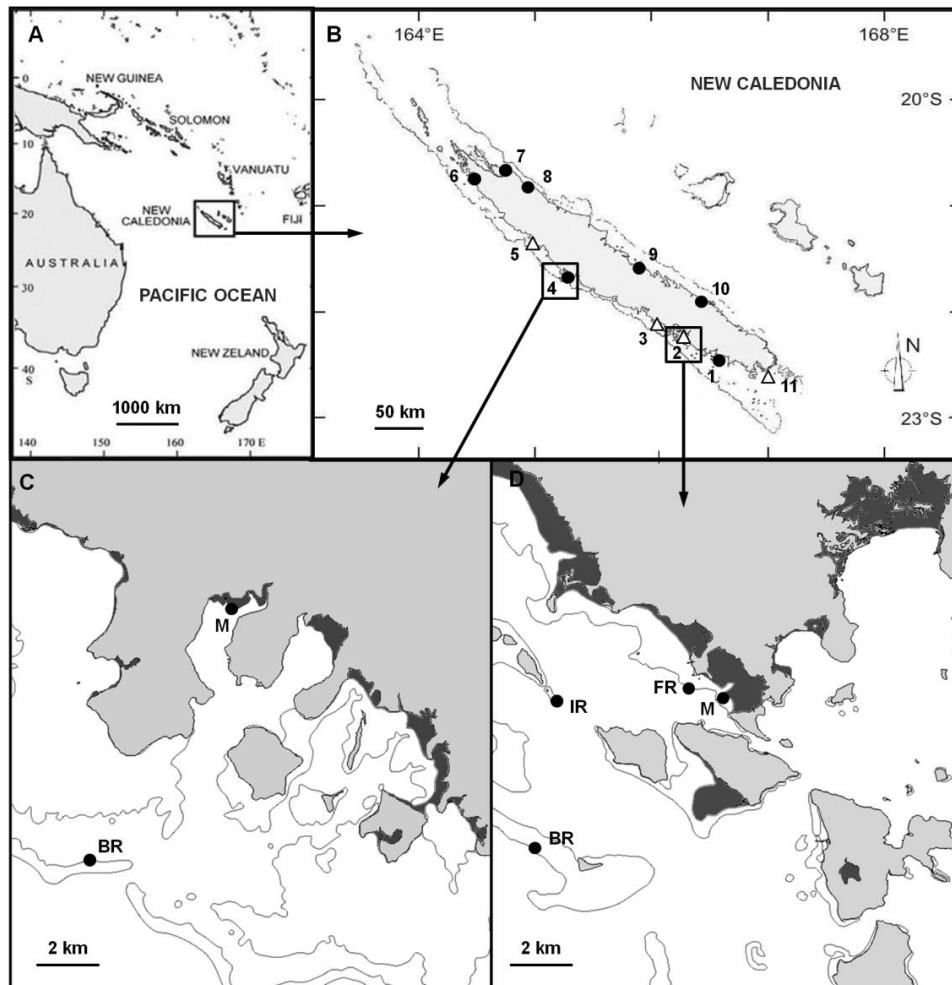 A
NEW GUINEA
SOLOMON
VANUATU
NEW
CALEDONIA
FIJI
AUSTRALIA
PACIFIC OCEAN
NEW ZELAND
1000 km
0
10
20
30
40
S
140
150
160
170 E
B
164°E
168°E
NEW CALEDONIA
20°S
7
8
6
5
9
4
10
3
2
1
11
N
50 km
23°S
C
M
BR
2 km
D
FR
M
IR
BR
2 km